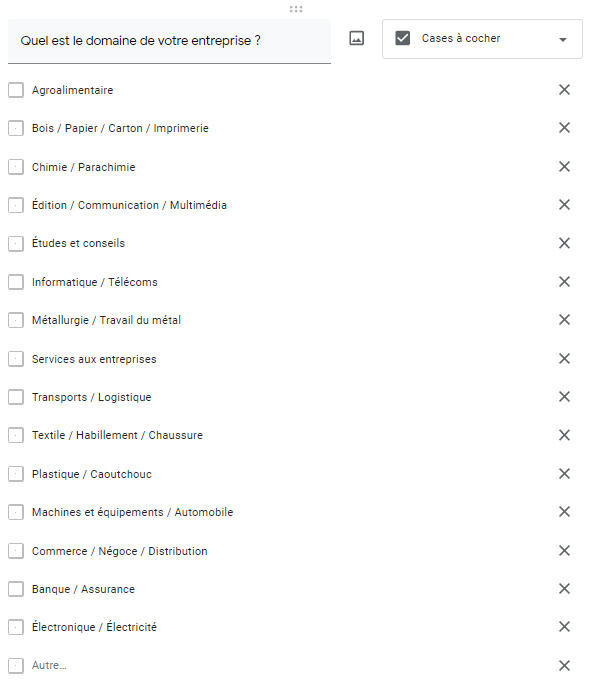 Quel est le domaine de votre entreprise ?
Cases à cocher
Agroalimentaire
Bois / Papier / Carton / Imprimerie
Chimie / Parachimie
Édition / Communication / Multimédia
Études et conseils
Informatique / Télécoms
Métallurgie / Travail du métal
Services aux entreprises
Transports / Logistique
Textile / Habillement / Chaussure
Plastique / Caoutchouc
Machines et équipements / Automobile
Commerce / Négoce / Distribution
Banque / Assurance
Électronique / Électricité
Autre…